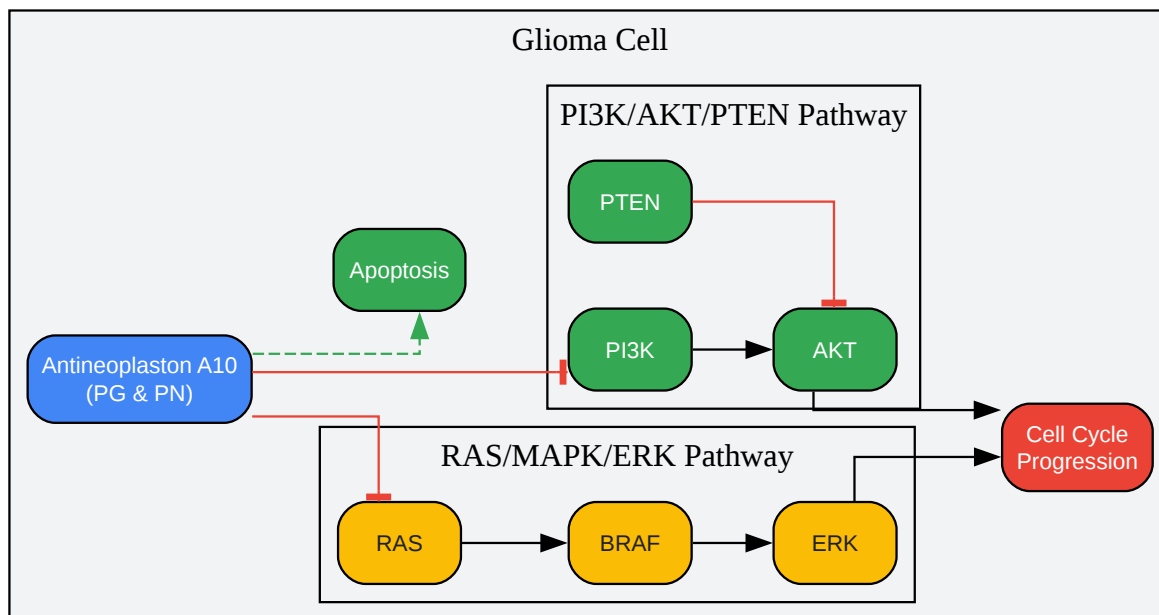 Glioma Cell
PI3K/AKT/PTEN Pathway
PTEN
Apoptosis
PI3K
AKT
Antineoplaston A10
(PG & PN)
Cell Cycle
Progression
RAS/MAPK/ERK Pathway
RAS
BRAF
ERK